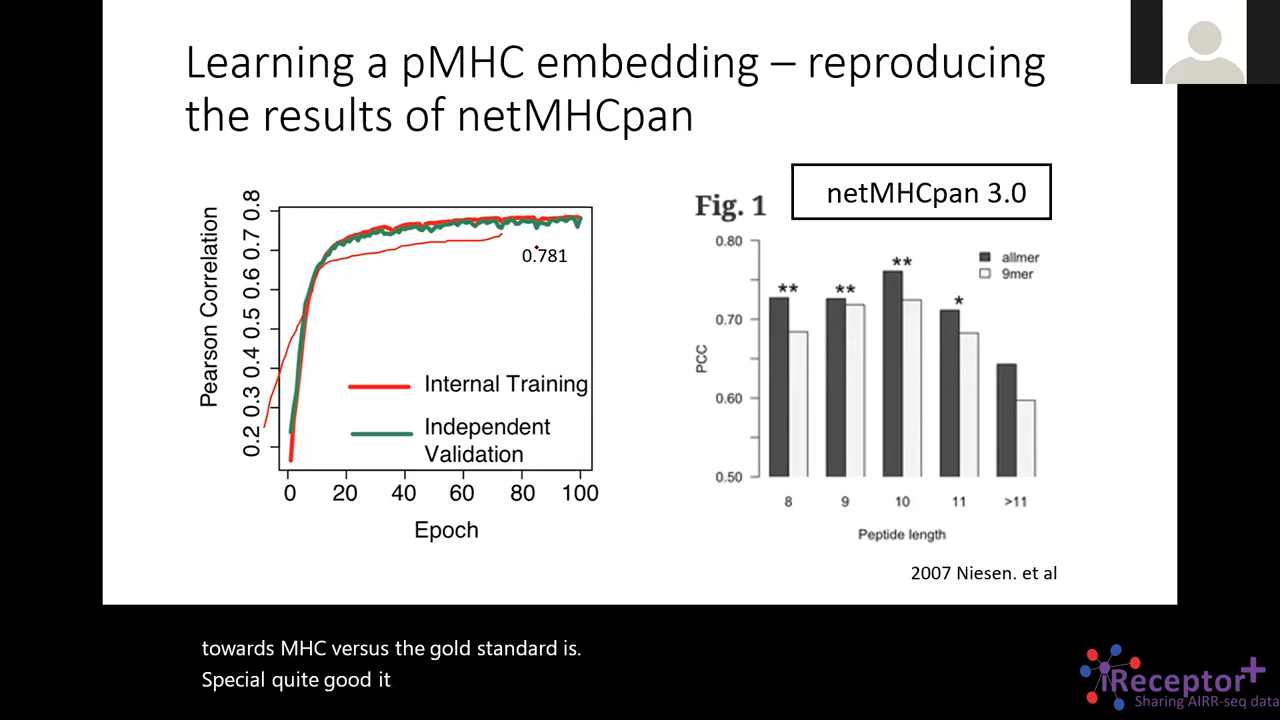 Learning a pMHC embedding – reproducing
the results of netMHCpan
Pearson Correlation
0.8
0.7
0.6
0.5
0.4
0.3
0.2
0.781
Internal Training
Independent
Validation
0 20 40 60 80 100
Epoch
Fig. 1
netMHCpan 3.0
PCC
0.80
0.70
0.60
0.50
** ** ** *
allmer
9mer
8 9 10 11 >11
Peptide length
2007 Niesen. et al
towards MHC versus the gold standard is.
Special quite good it
iReceptor+
Sharing AIRR-seq data